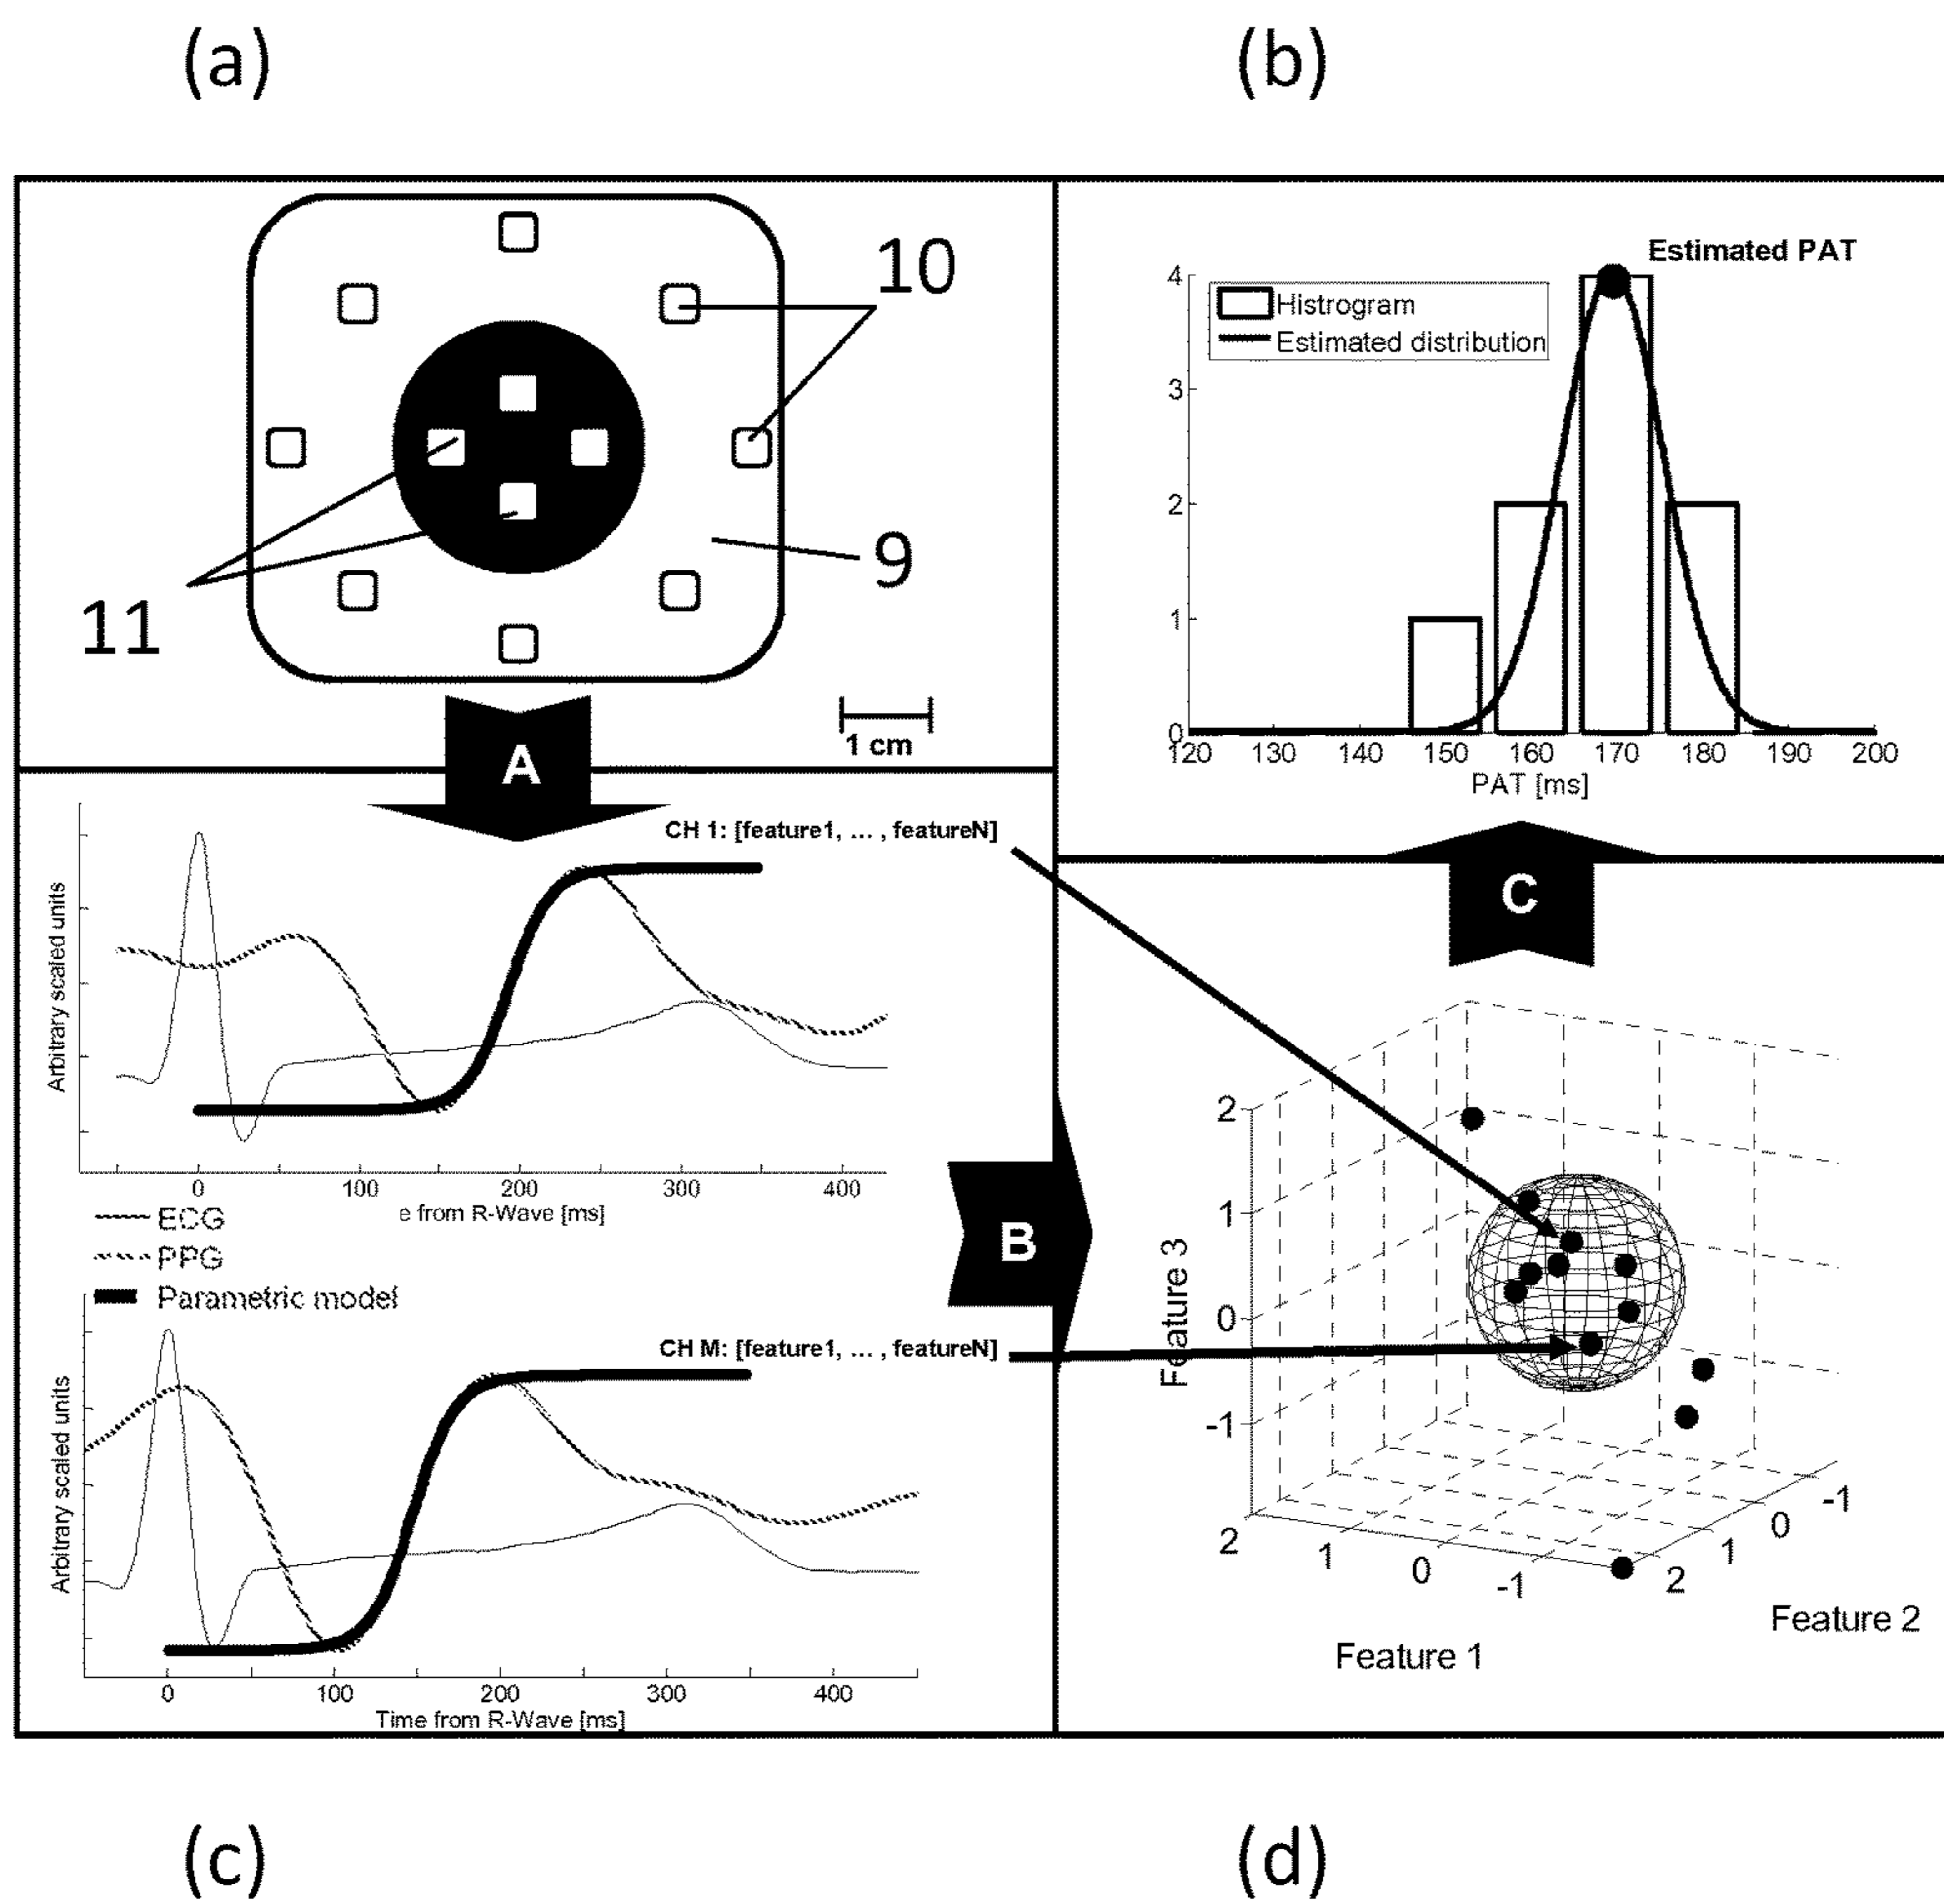 (a)
(b)
10
9
11
1 cm
A
Estimated PAT
Histrogram
Estimated distribution
4
3
2
1
0
120 130 140 150 160 170 180 190 200
PAT [ms]
CH 1: [feature1, ... , featureN]
Arbitrary scaled units
0 100 200 300 400
e from R-Wave [ms]
ECG
PPG
Parametric model
CH M: [feature1, ... , featureN]
Arbitrary scaled units
0 100 200 300 400
Time from R-Wave [ms]
B
C
2
1
0
-1
Feature 3
2 1 0 -1
Feature 1
2 1 0 -1
Feature 2
(c)
(d)